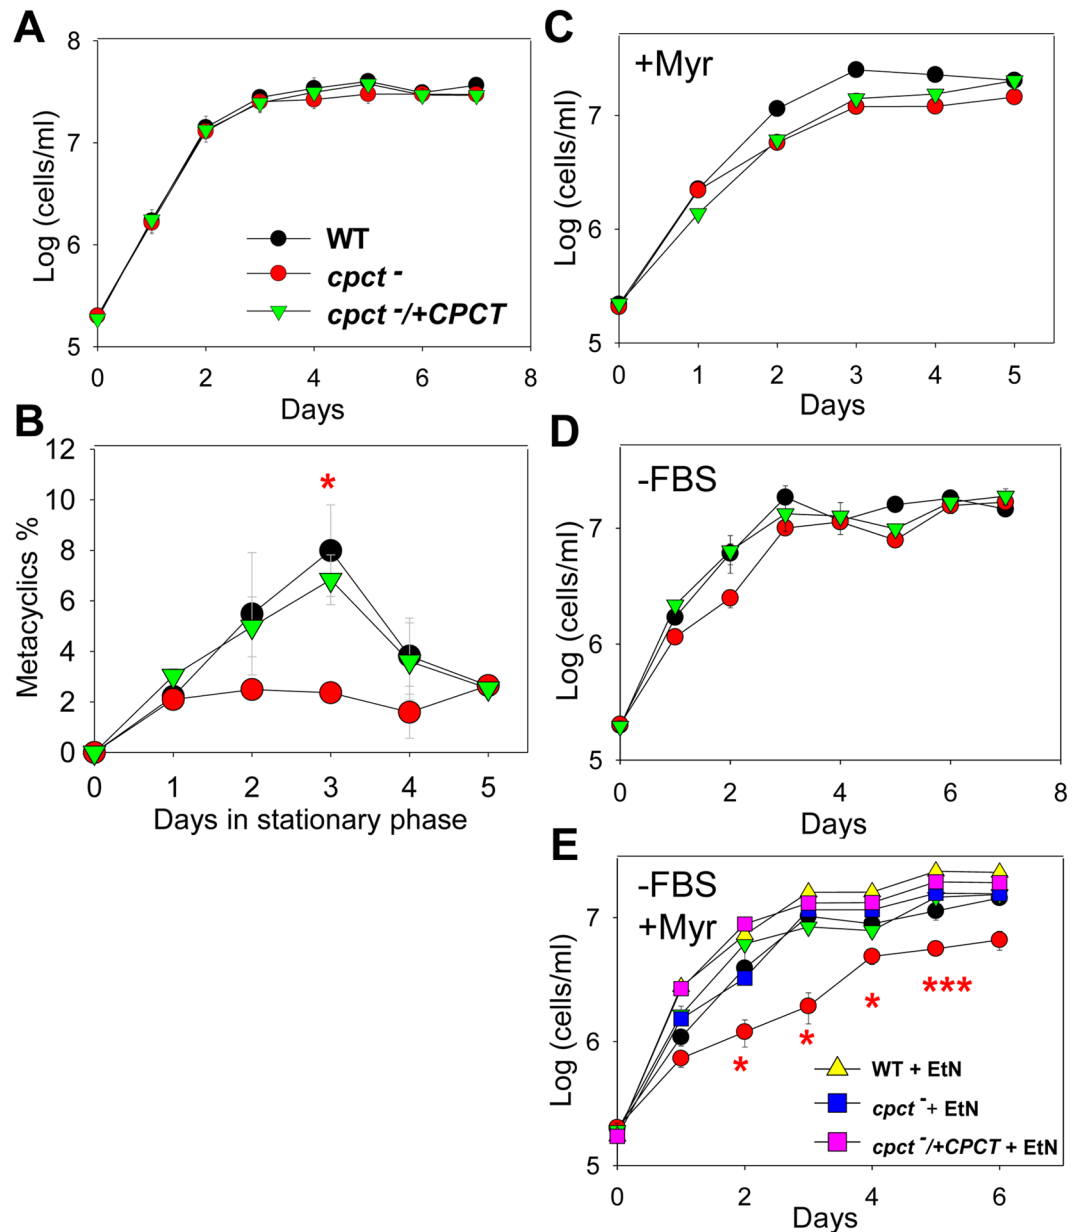 A
8
7
6
5
Log (cells/ml)
WT
cpct -
cpct -/+CPCT
0 2 4 6 8
Days
B
12
10
8
6
4
2
0
Metacyclics %
*
0 1 2 3 4 5
Days in stationary phase
C
+Myr
7
6
5
Log (cells/ml)
0 1 2 3 4 5
Days
D
-FBS
7
6
5
Log (cells/ml)
0 2 4 6 8
Days
E
-FBS
+Myr
7
6
5
Log (cells/ml)
***
*
*
*
WT + EtN
cpct -+ EtN
cpct -/+CPCT + EtN
0 2 4 6
Days